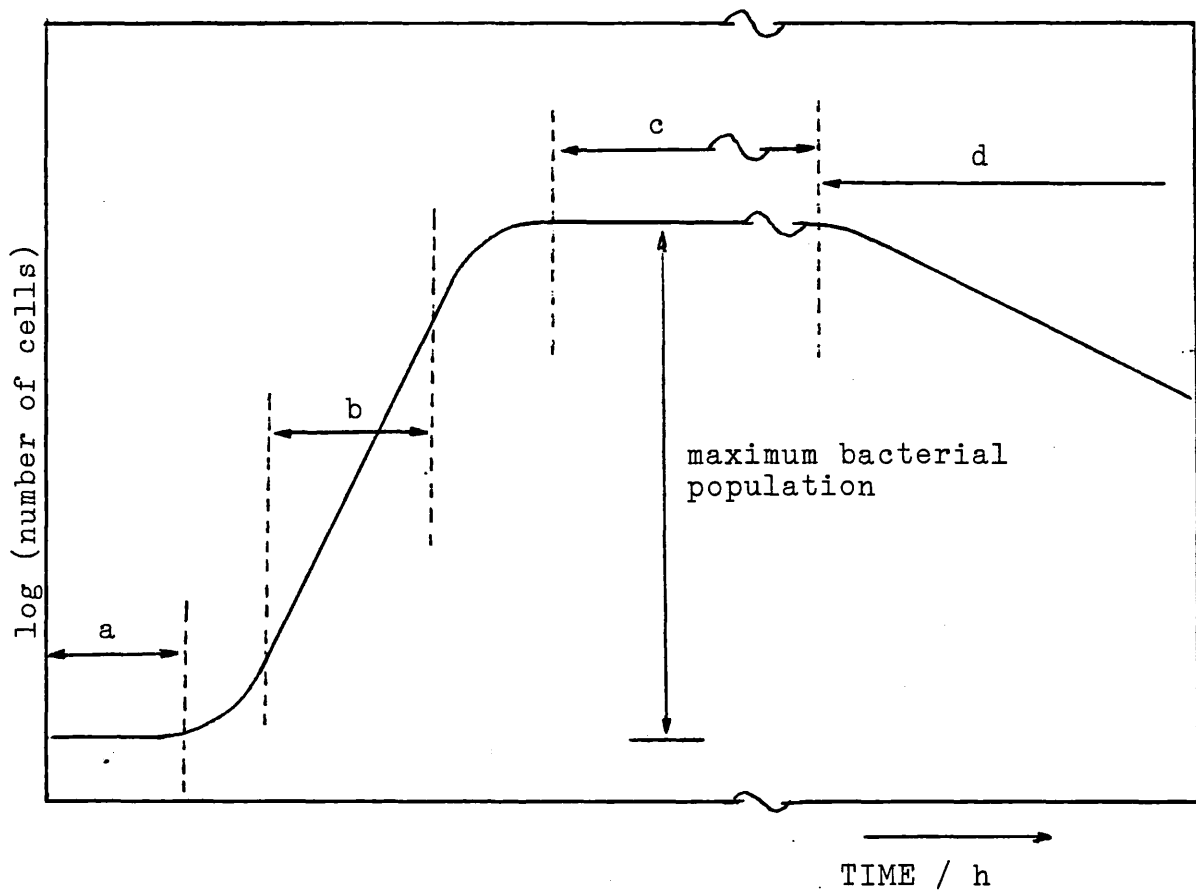 c
d
b
a
maximum bacterial
population
log (number of cells)
TIME / h